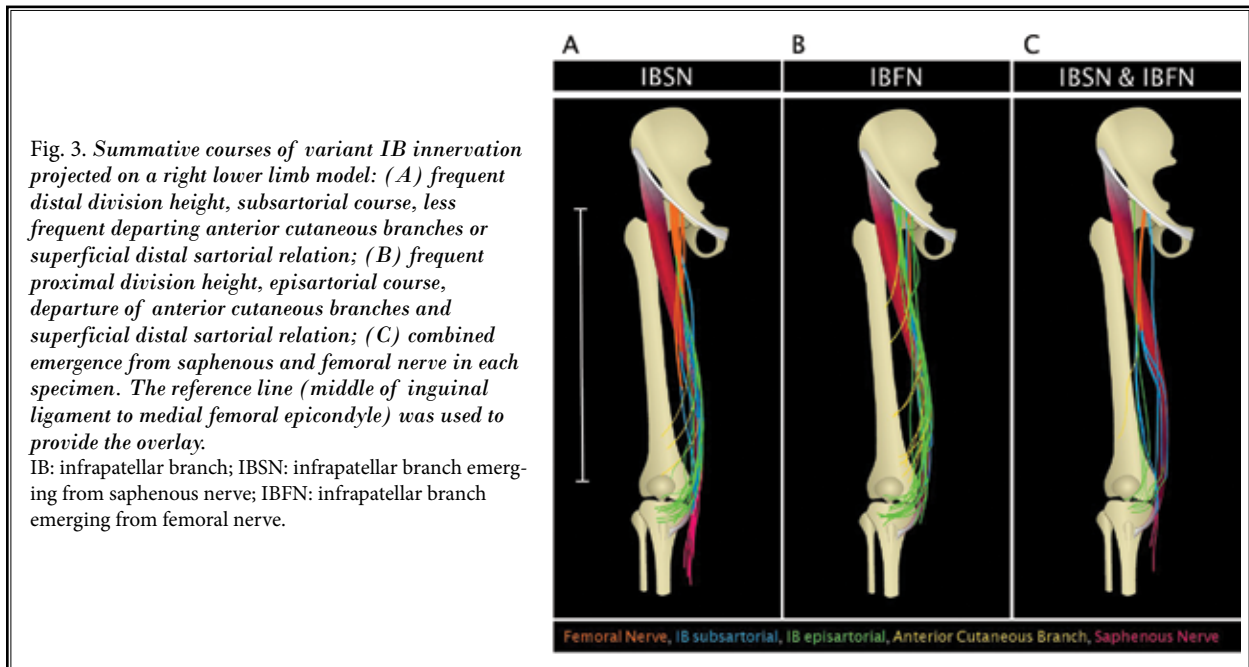 A
B
C
IBSN
IBFN
IBSN & IBFN
Fig. 3. Summative courses of variant IB innervation
projected on a right lower limb model: (A) frequent
distal division height, subsartorial course, less
frequent departing anterior cutaneous branches or
superficial distal sartorial relation; (B) frequent
proximal division height, episartorial course,
departure of anterior cutaneous branches and
superficial distal sartorial relation; (C) combined
emergence from saphenous and femoral nerve in each
specimen. The reference line (middle of inguinal
ligament to medial femoral epicondyle) was used to
provide the overlay.
IB: infrapatellar branch; IBSN: infrapatellar branch emerg-
ing from saphenous nerve; IBFN: infrapatellar branch
emerging from femoral nerve.
Femoral Nerve, IB subsartorial, IB episartorial, Anterior Cutaneous Branch, Saphenous Nerve